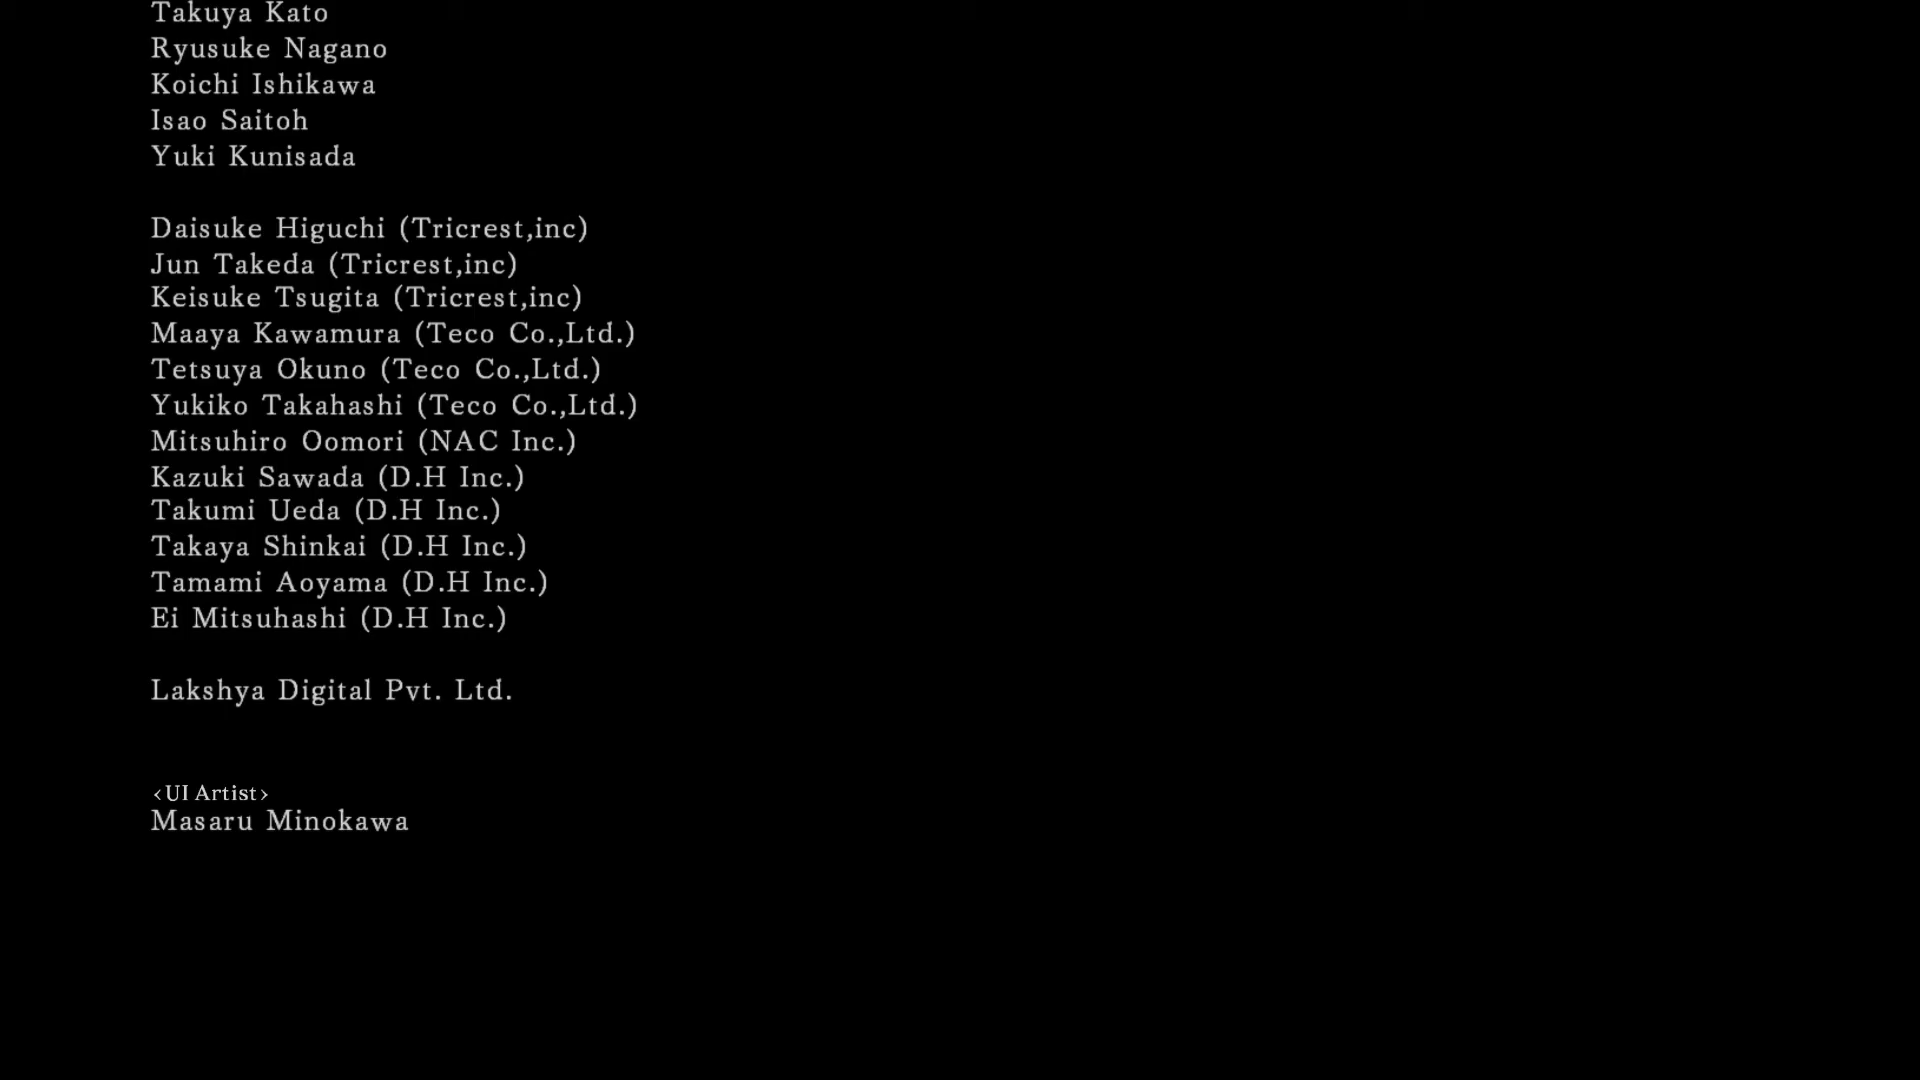 Takuya Kato
Ryusuke Nagano
Koichi Ishikawa
Isao Saitoh
Yuki Kunisada
Daisuke Higuchi (Tricrest,inc)
Jun Takeda (Tricrest,inc)
Keisuke Tsugita (Tricrest,inc)
Maaya Kawamura (Teco Co.,Ltd.)
Tetsuya Okuno (Teco Co.,Ltd.)
Yukiko Takahashi (Teco Co.,Ltd.)
Mitsuhiro Oomori (NAC Inc.)
Kazuki Sawada (D.H Inc.)
Takumi Ueda (D.H Inc.)
Takaya Shinkai (D.H Inc.)
Tamami Aoyama (D.H Inc.)
Ei Mitsuhashi (D.H Inc.)
Lakshya Digital Pvt. Ltd.
‹UI Artist›
Masaru Minokawa